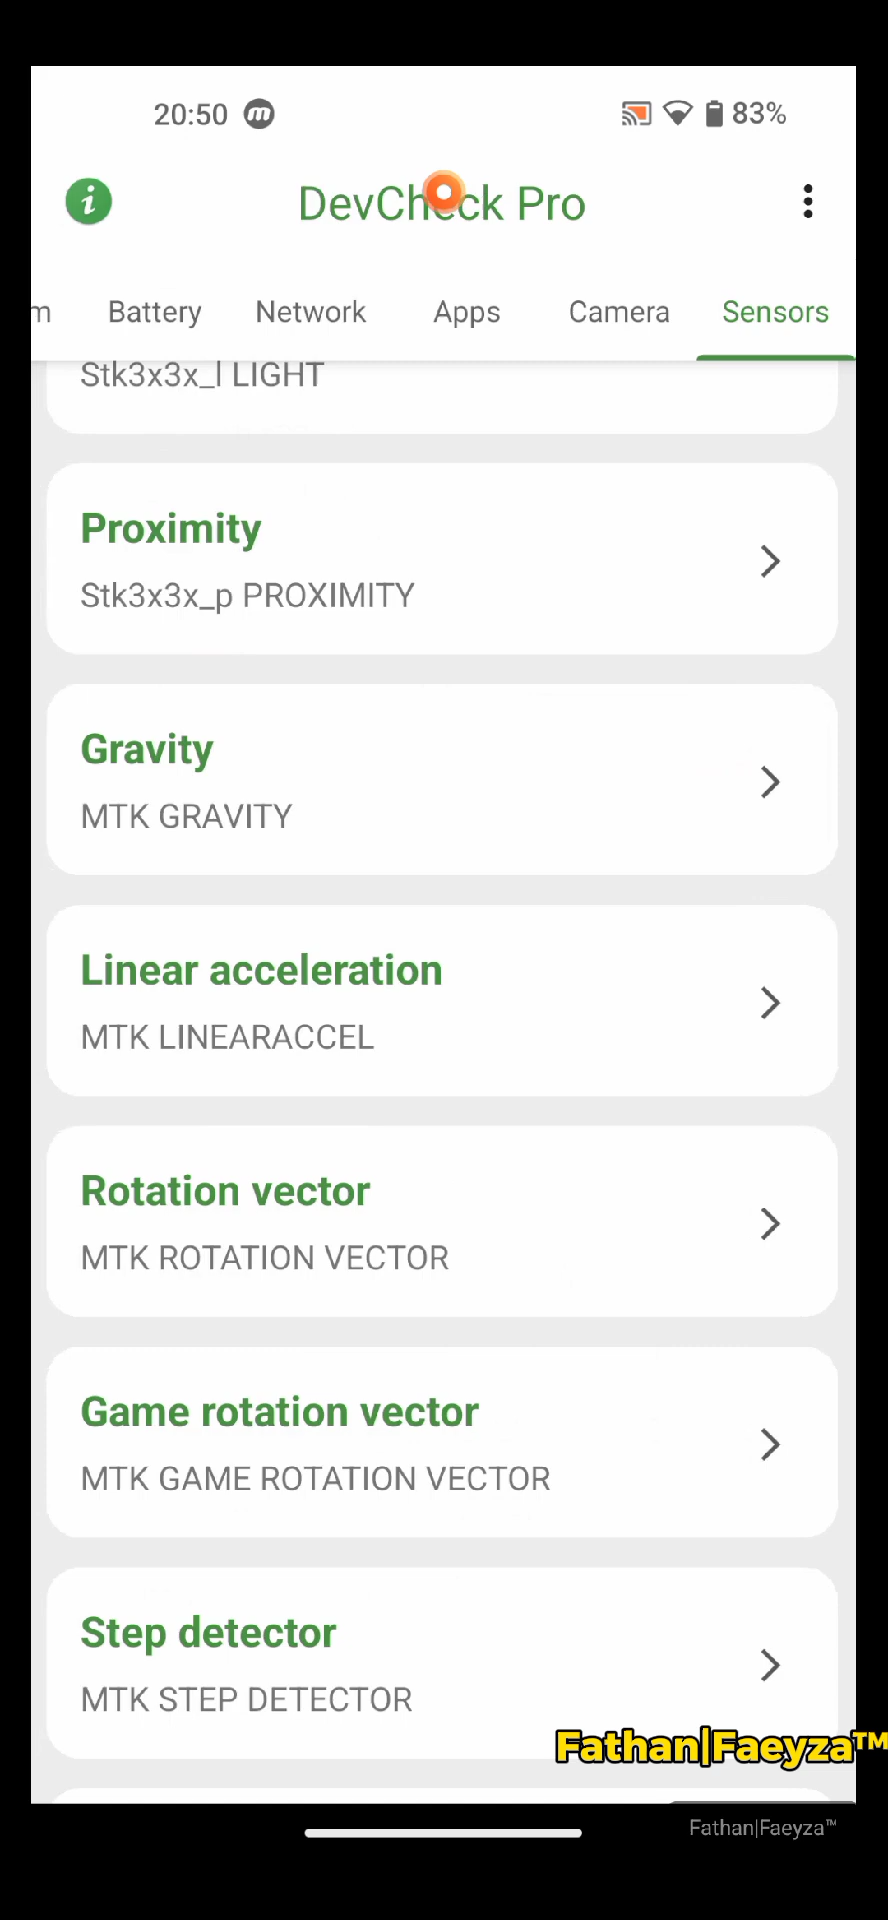 20:50 m 83%
i DevCheck Pro
m Battery Network Apps Camera Sensors
Stk3x3x_l LIGHT
Proximity
Stk3x3x_p PROXIMITY
Gravity
MTK GRAVITY
Linear acceleration
MTK LINEARACCEL
Rotation vector
MTK ROTATION VECTOR
Game rotation vector
MTK GAME ROTATION VECTOR
Step detector
MTK STEP DETECTOR
Fathan|Faeyza™
Fathan|Faeyza™